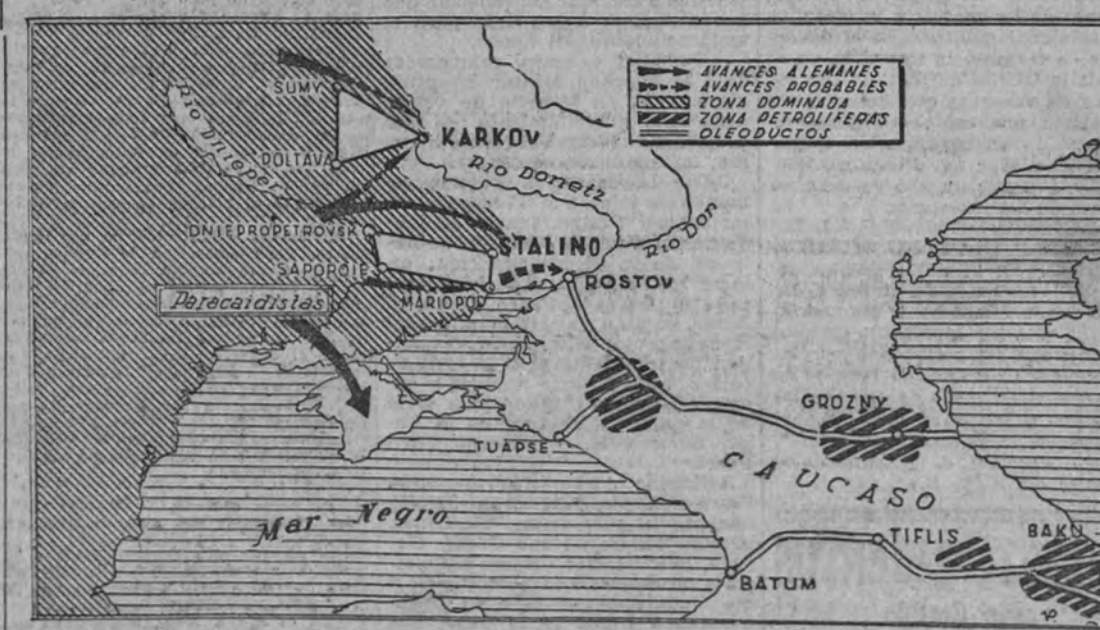 AVANCES ALEMANES
AVANCES PROBABLES
ZONA DOMINADA
ZONA PETROLIFERAS
OLEODUCTOS
SUMY
Rio Dnieper
KARKOV
POLTAVA
Rio Donetz
DNIEPROPETROVSK
STALINO
Rio Don
SAPOROJE
ROSTOV
MARIOPOL
Paracaidistas
GROZNY
TUAPSE
CAUCASO
Mar Negro
TIFLIS
BAKU
BATUM